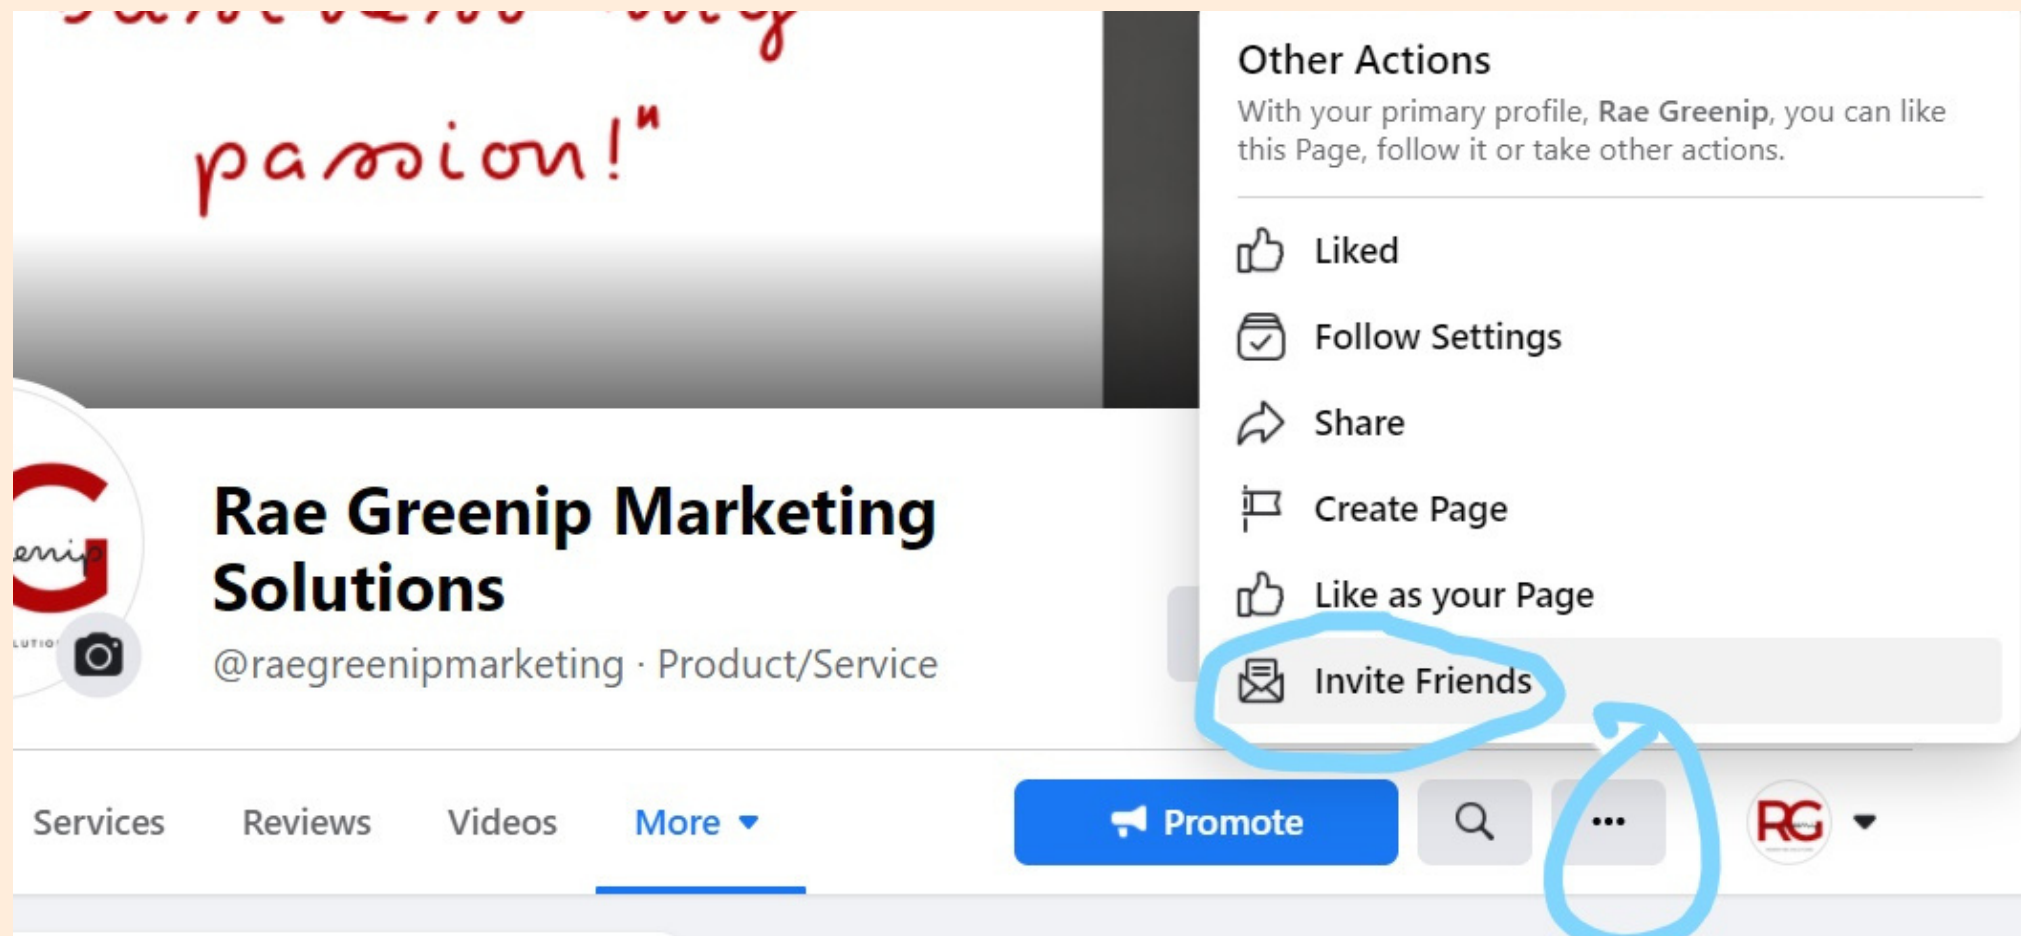 passion!"
Other Actions
With your primary profile, Rae Greenip, you can like
this Page, follow it or take other actions.
Liked
Follow Settings
Share
Create Page
Like as your Page
Invite Friends
enip
Rae Greenip Marketing
Solutions
@raegreenipmarketing · Product/Service
Services Reviews Videos More Promote ... RG